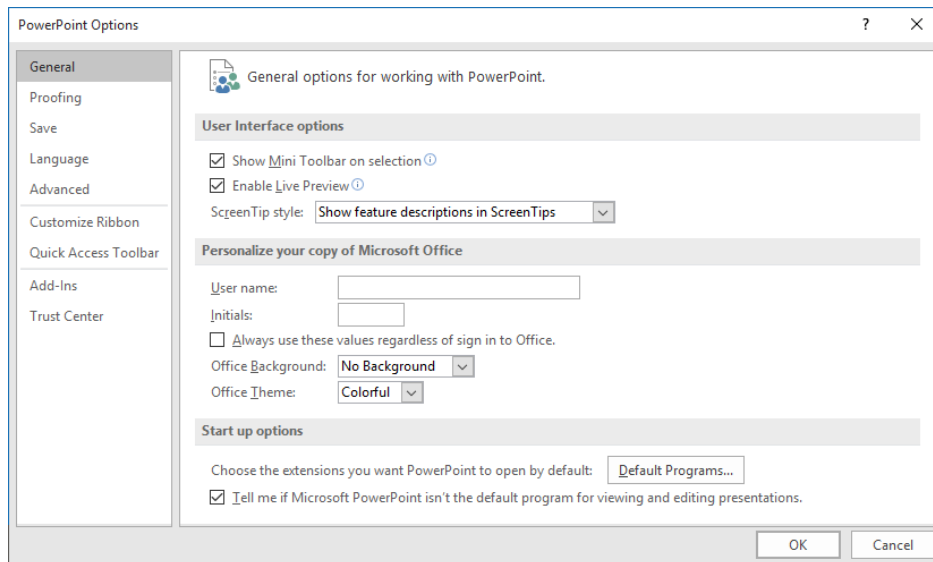 PowerPoint Options
?
General
Proofing
Save
Language
Advanced
Customize Ribbon
Quick Access Toolbar
Add-Ins
Trust Center
General options for working with PowerPoint.
User Interface options
Show Mini Toolbar on selection
Enable Live Preview
ScreenTip style: Show feature descriptions in ScreenTips
Personalize your copy of Microsoft Office
User name:
Initials:
Always use these values regardless of sign in to Office.
Office Background: No Background
Office Theme: Colorful
Start up options
Choose the extensions you want PowerPoint to open by default: Default Programs...
Tell me if Microsoft PowerPoint isn't the default program for viewing and editing presentations.
OK Cancel